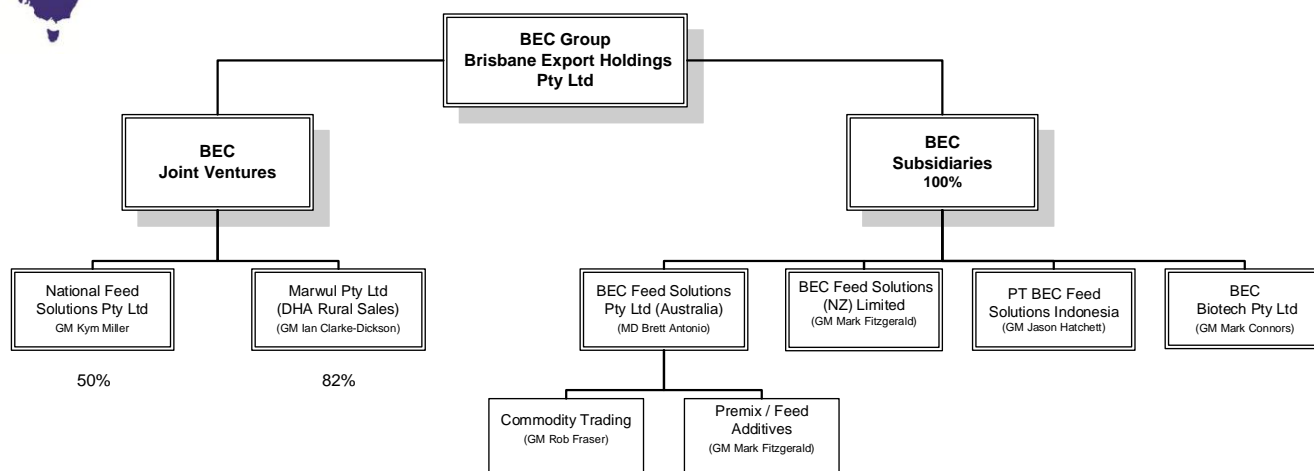 BEC Group
Brisbane Export Holdings
Pty Ltd
BEC
Joint Ventures
BEC
Subsidiaries
100%
National Feed
Solutions Pty Ltd
GM Kym Miller
Marwul Pty Ltd
(DHA Rural Sales)
(GM Ian Clarke-Dickson)
BEC Feed Solutions
Pty Ltd (Australia)
(MD Brett Antonio)
BEC Feed Solutions
(NZ) Limited
(GM Mark Fitzgerald)
PT BEC Feed
Solutions Indonesia
(GM Jason Hatchett)
BEC
Biotech Pty Ltd
(GM Mark Connors)
50%
82%
Commodity Trading
(GM Rob Fraser)
Premix / Feed
Additives
(GM Mark Fitzgerald)